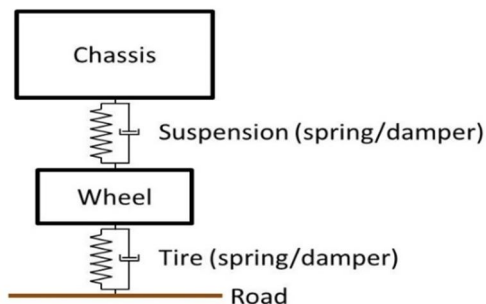 Chassis
Suspension (spring/damper)
Wheel
Tire (spring/damper)
Road